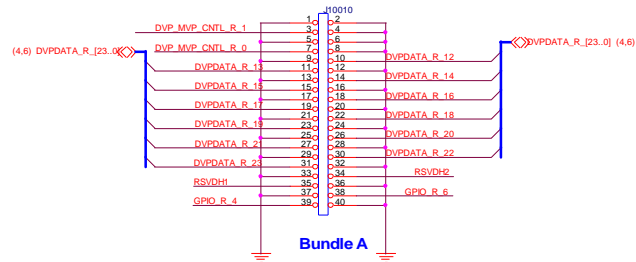 J10010
1 2
DVP_MVP_CNTL_R_1 3 4
5 6
(4,6) DVPDATA_R_[23..0] DVP_MVP_CNTL_R_0 7 8 DVPDATA_R_[23..0] (4,6)
9 10 DVPDATA_R_12
DVPDATA_R_13 11 12
13 14 DVPDATA_R_14
DVPDATA_R_15 15 16
17 18 DVPDATA_R_16
DVPDATA_R_17 19 20
21 22 DVPDATA_R_18
DVPDATA_R_19 23 24
25 26 DVPDATA_R_20
DVPDATA_R_21 27 28
29 30 DVPDATA_R_22
DVPDATA_R_23 31 32
33 34 RSVDH2
RSVDH1 35 36
37 38 GPIO_R_6
GPIO_R_4 39 40
Bundle A